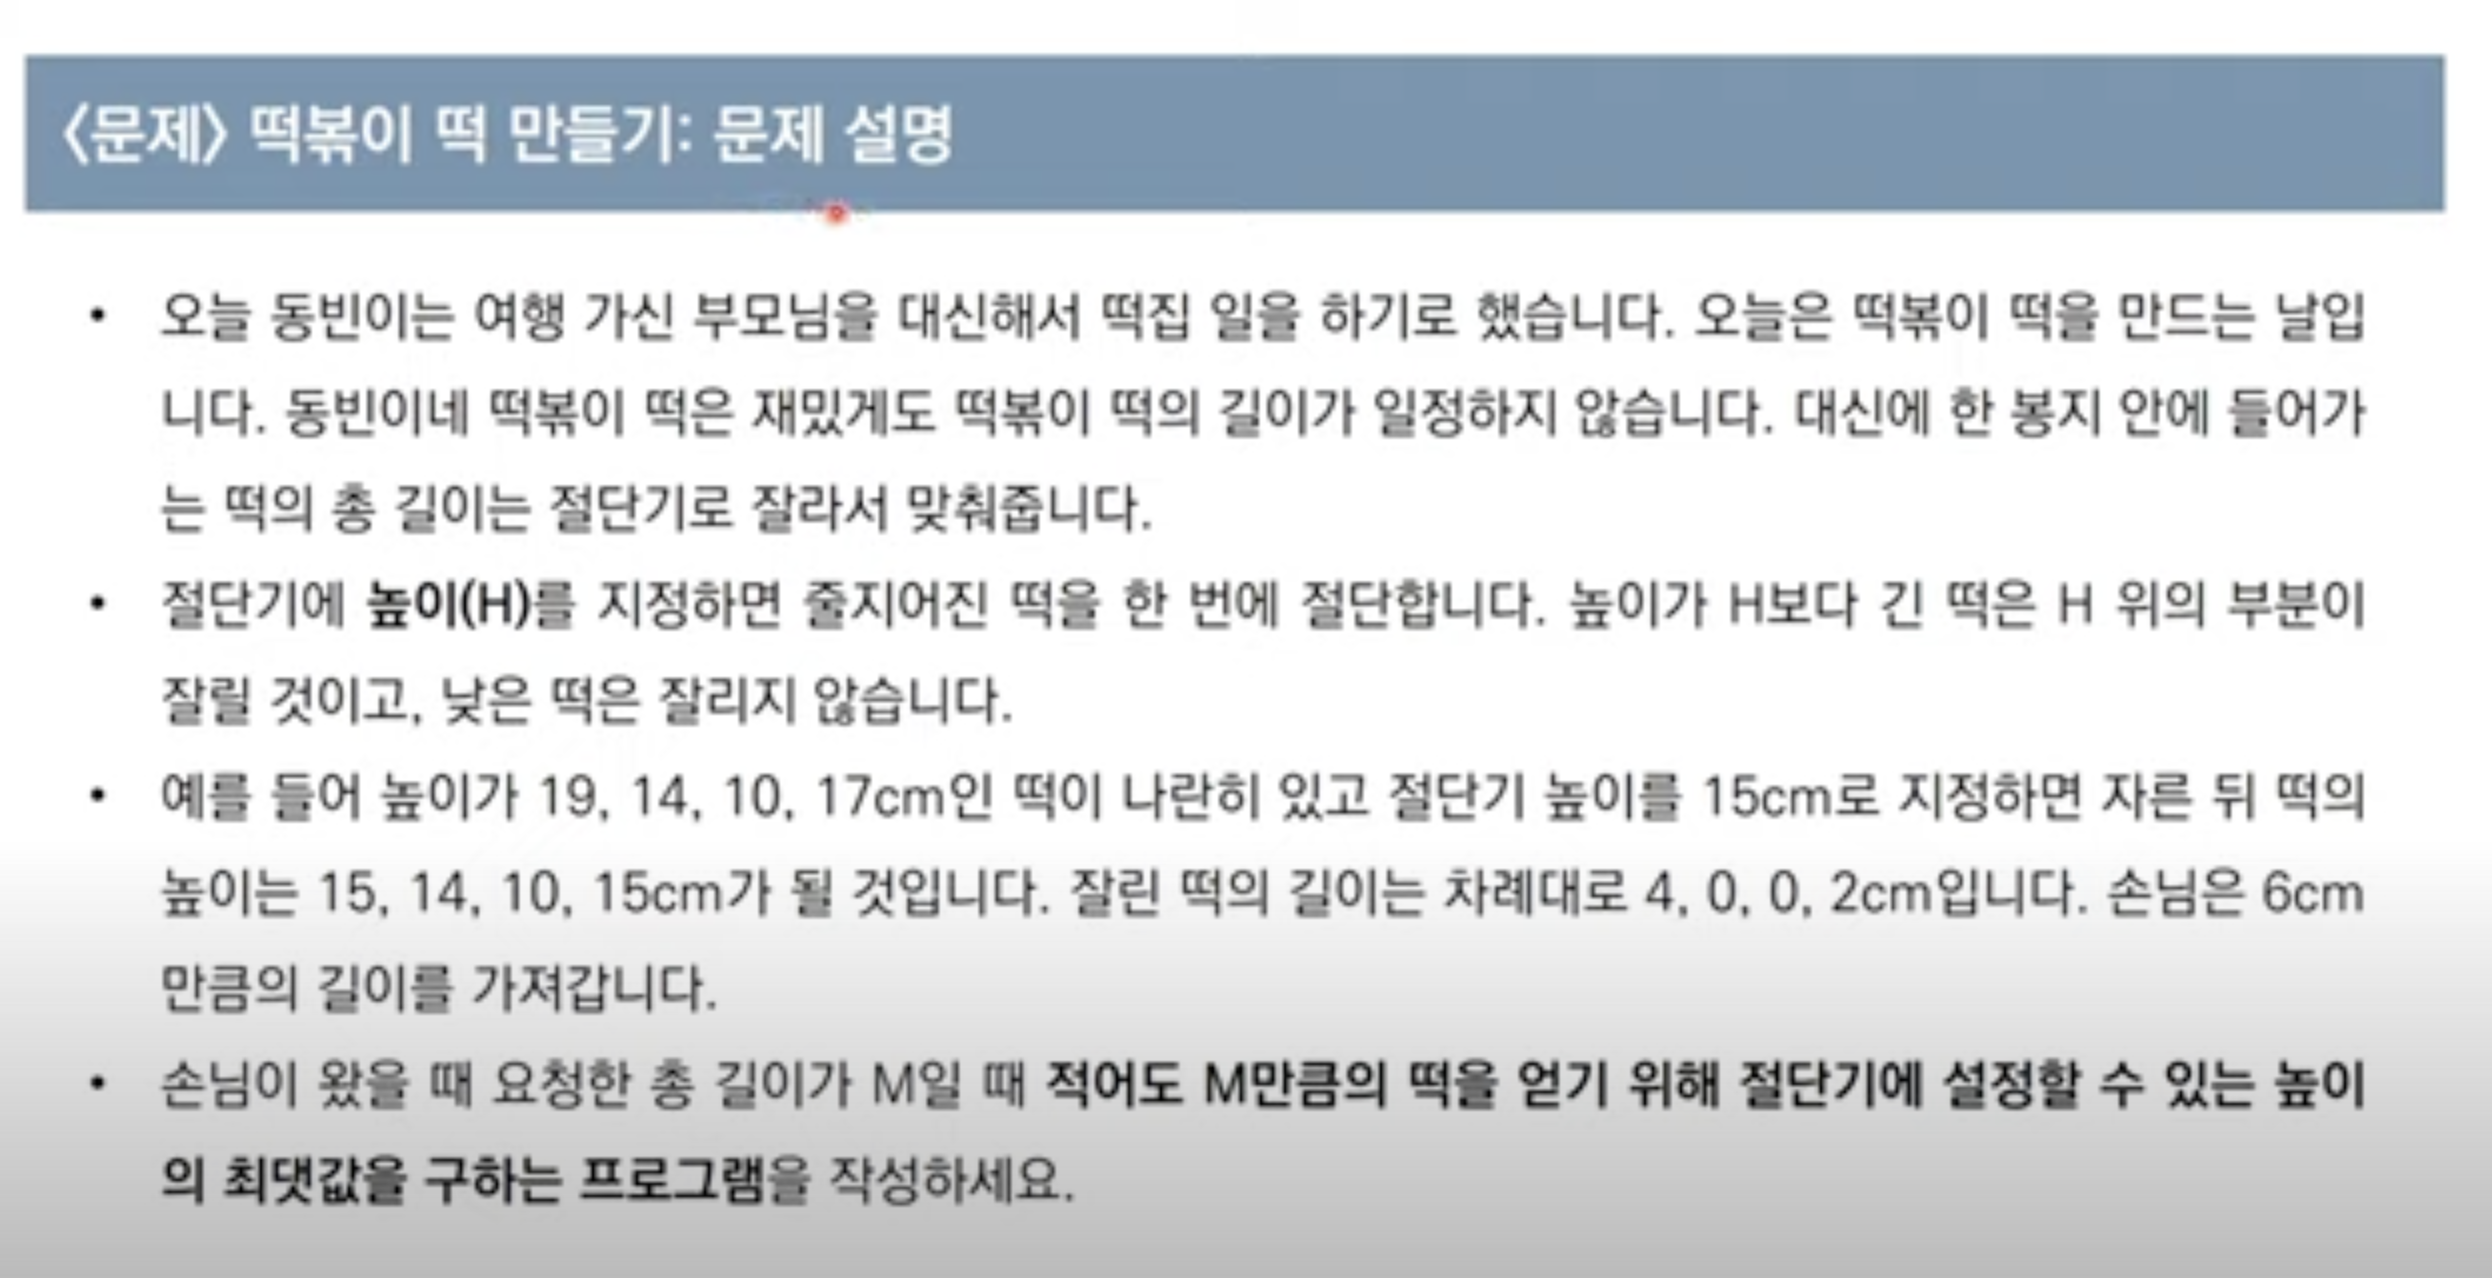 <문제> 떡볶이 떡 만들기: 문제 설명
• 오늘 동빈이는 여행 가신 부모님을 대신해서 떡집 일을 하기로 했습니다. 오늘은 떡볶이 떡을 만드는 날입
니다. 동빈이네 떡볶이 떡은 재밌게도 떡볶이 떡의 길이가 일정하지 않습니다. 대신에 한 봉지 안에 들어가
는 떡의 총 길이는 절단기로 잘라서 맞춰줍니다.
• 절단기에 높이(H)를 지정하면 줄지어진 떡을 한 번에 절단합니다. 높이가 H보다 긴 떡은 H 위의 부분이
잘릴 것이고, 낮은 떡은 잘리지 않습니다.
• 예를 들어 높이가 19, 14, 10, 17cm인 떡이 나란히 있고 절단기 높이를 15cm로 지정하면 자른 뒤 떡의
높이는 15, 14, 10, 15cm가 될 것입니다. 잘린 떡의 길이는 차례대로 4, 0, 0, 2cm입니다. 손님은 6cm
만큼의 길이를 가져갑니다.
• 손님이 왔을 때 요청한 총 길이가 M일 때 적어도 M만큼의 떡을 얻기 위해 절단기에 설정할 수 있는 높이
의 최댓값을 구하는 프로그램을 작성하세요.